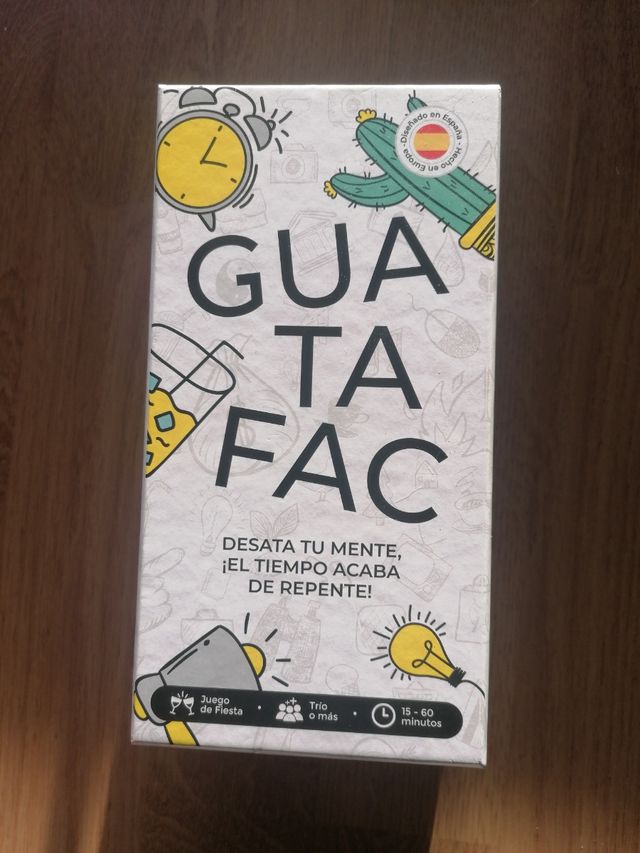 Diseñado en España · Hecho en Europa ·
GUA
TA
FAC
DESATA TU MENTE,
¡EL TIEMPO ACABA
DE REPENTE!
Juego
de Fiesta
·
Trío
o más
·
15 - 60
minutos